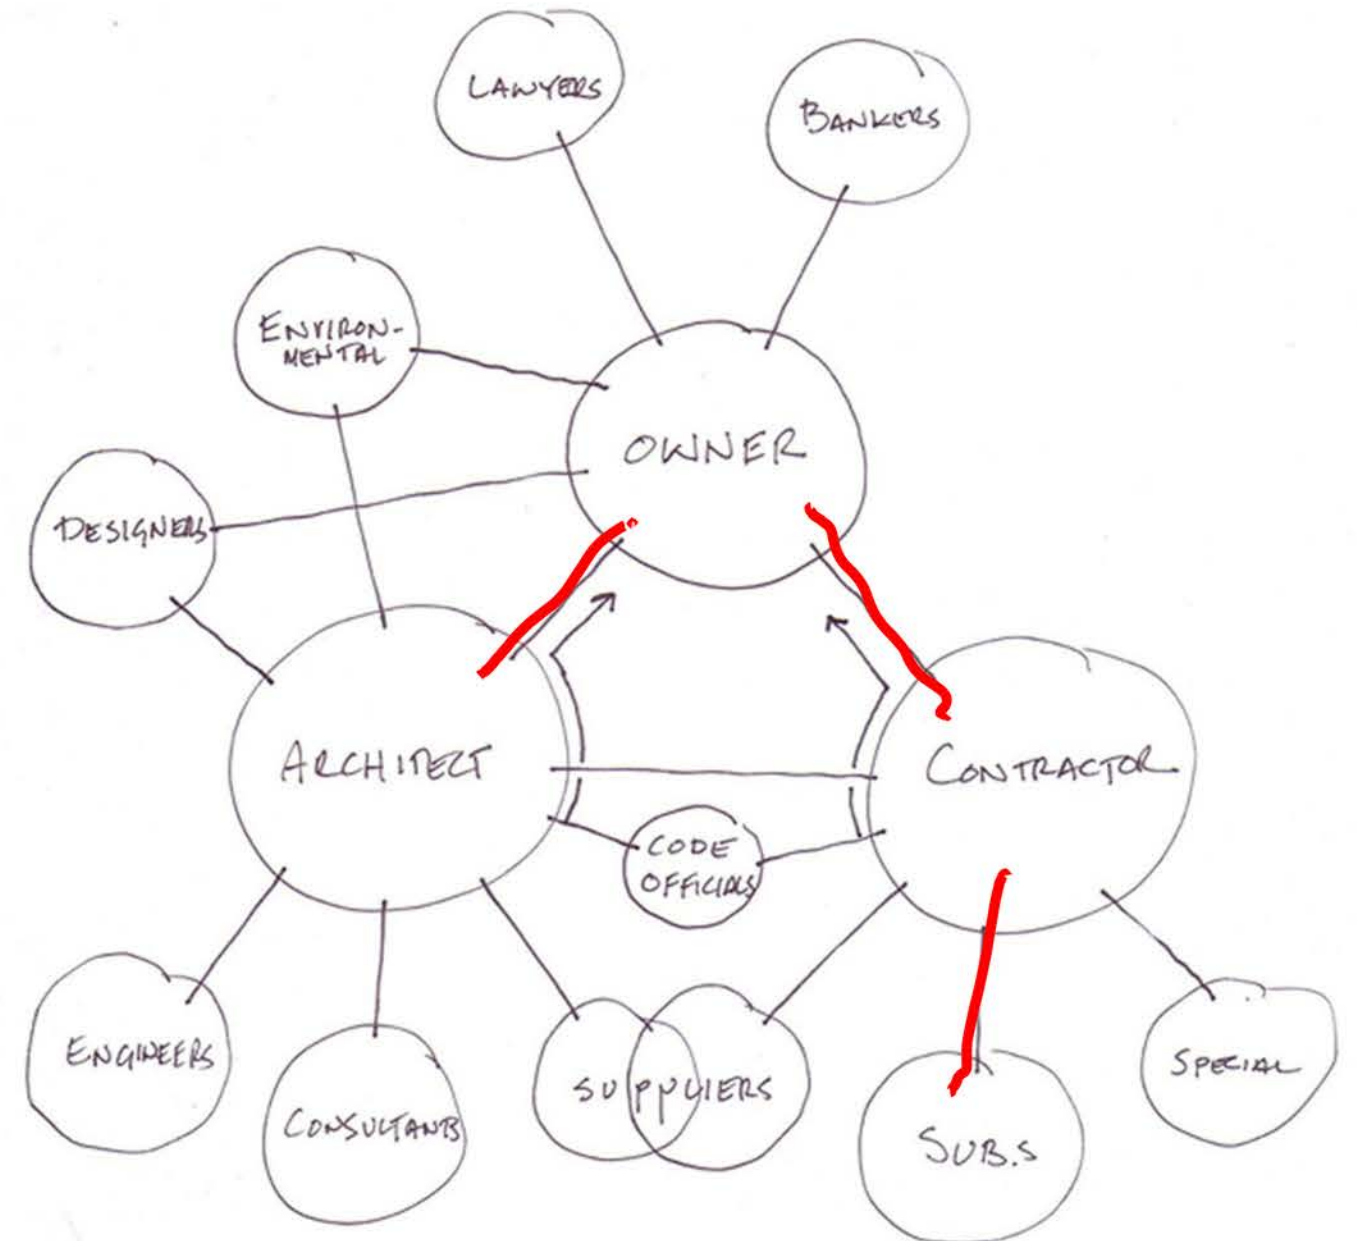 LAWYERS
BANKERS
ENVIRON-
MENTAL
OWNER
DESIGNERS
ARCHITECT
CONTRACTOR
CODE
OFFICIALS
ENGINEERS
CONSULTANTS
SUPPLIERS
SUB.S
SPECIAL